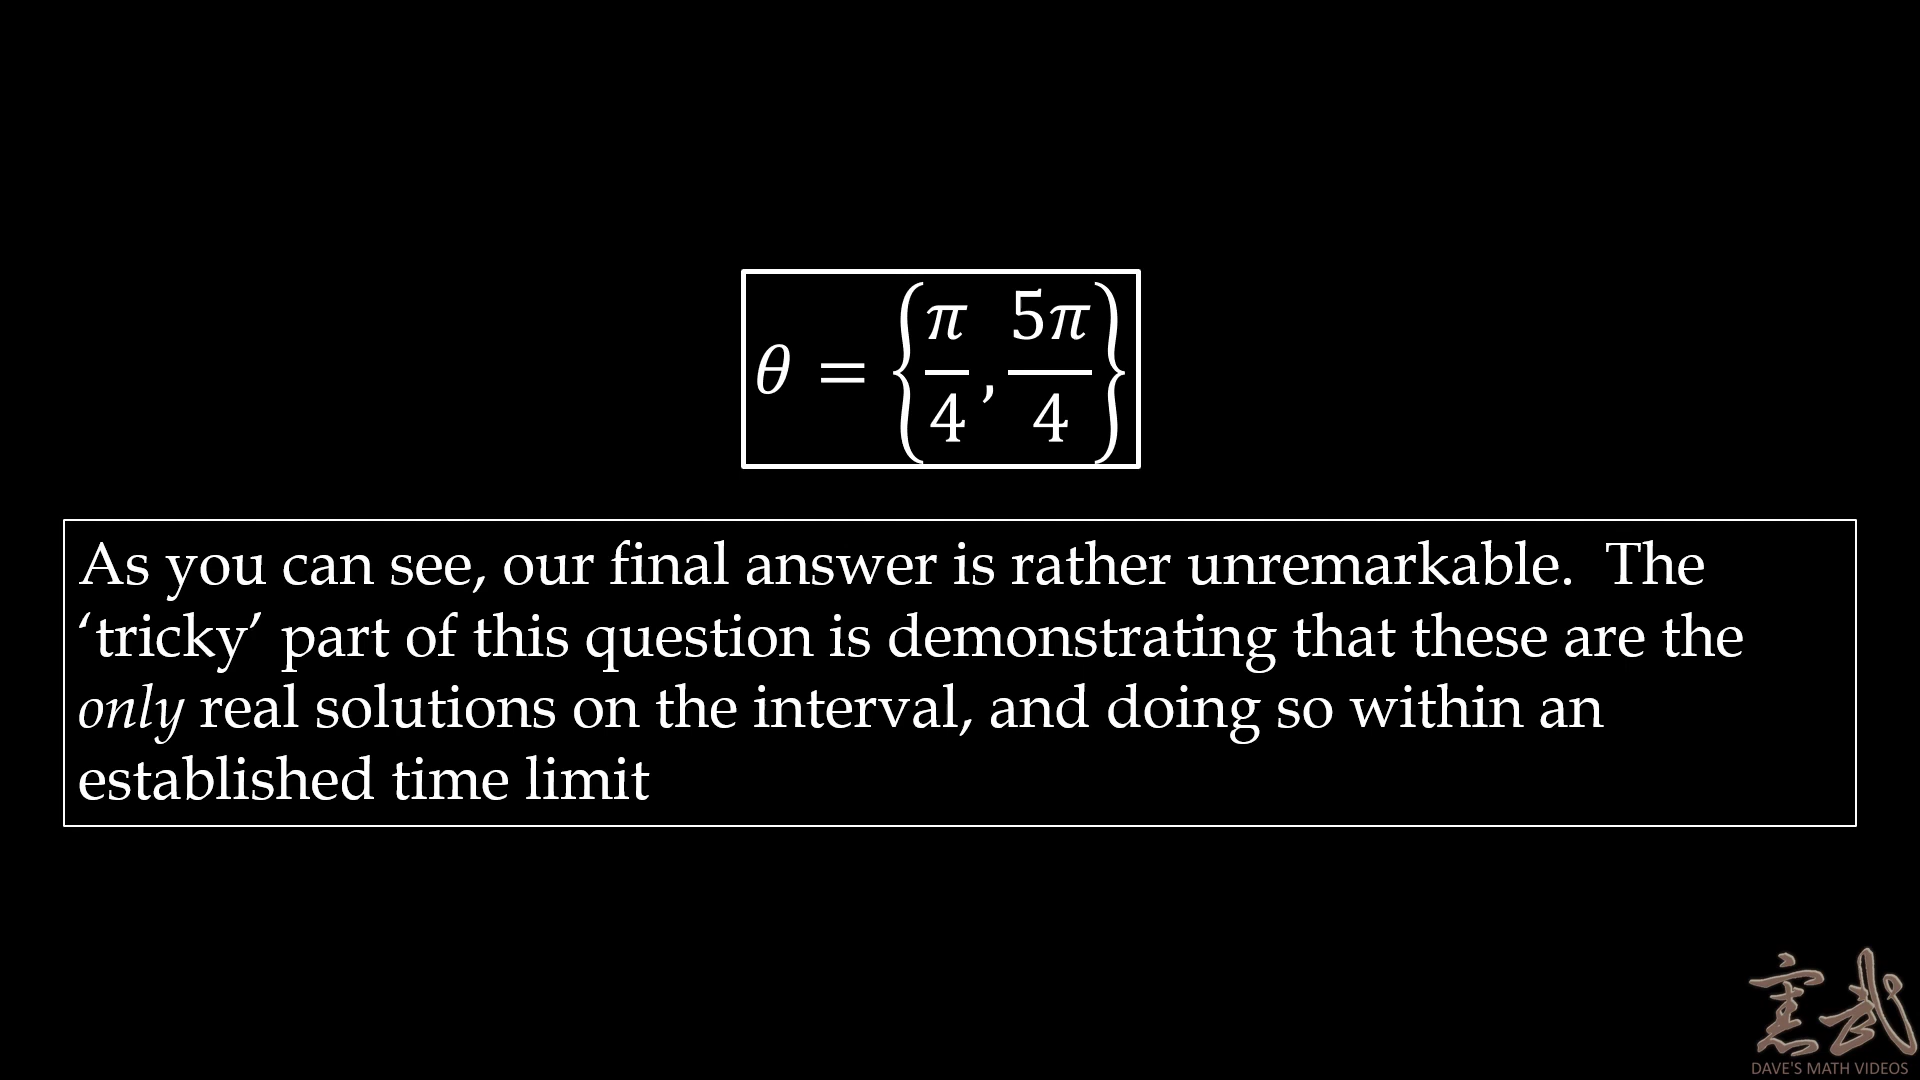 θ = {π/4, 5π/4}
As you can see, our final answer is rather unremarkable.  The
‘tricky’ part of this question is demonstrating that these are the
only real solutions on the interval, and doing so within an
established time limit
DAVE'S MATH VIDEOS